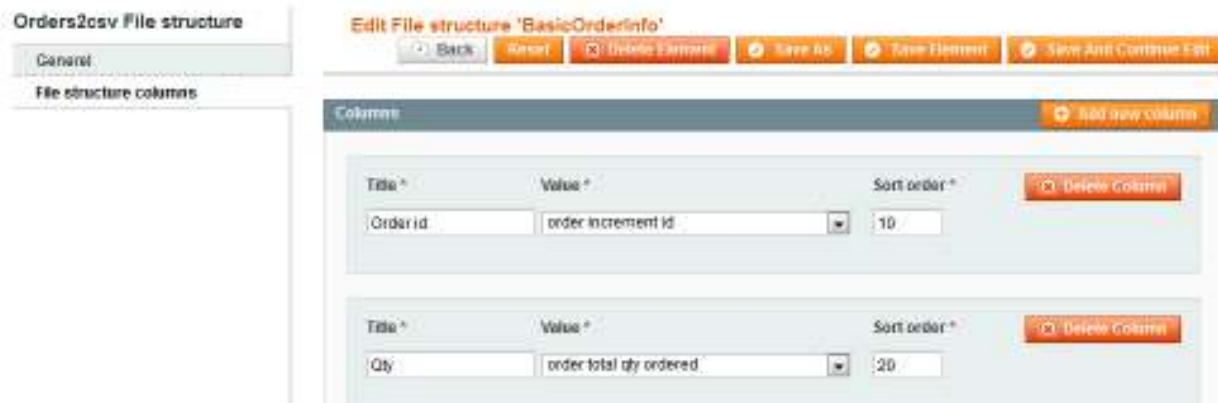 Orders2csv File structure
General
File structure columns
Edit File structure 'BasicOrderInfo'
Back
Reset
Delete Element
Save As
Save Element
Save And Continue Edit
Columns
Add new column
Title *
Value *
Sort order *
Delete Column
Order id
order increment id
10
Title *
Value *
Sort order *
Delete Column
Qty
order total qty ordered
20